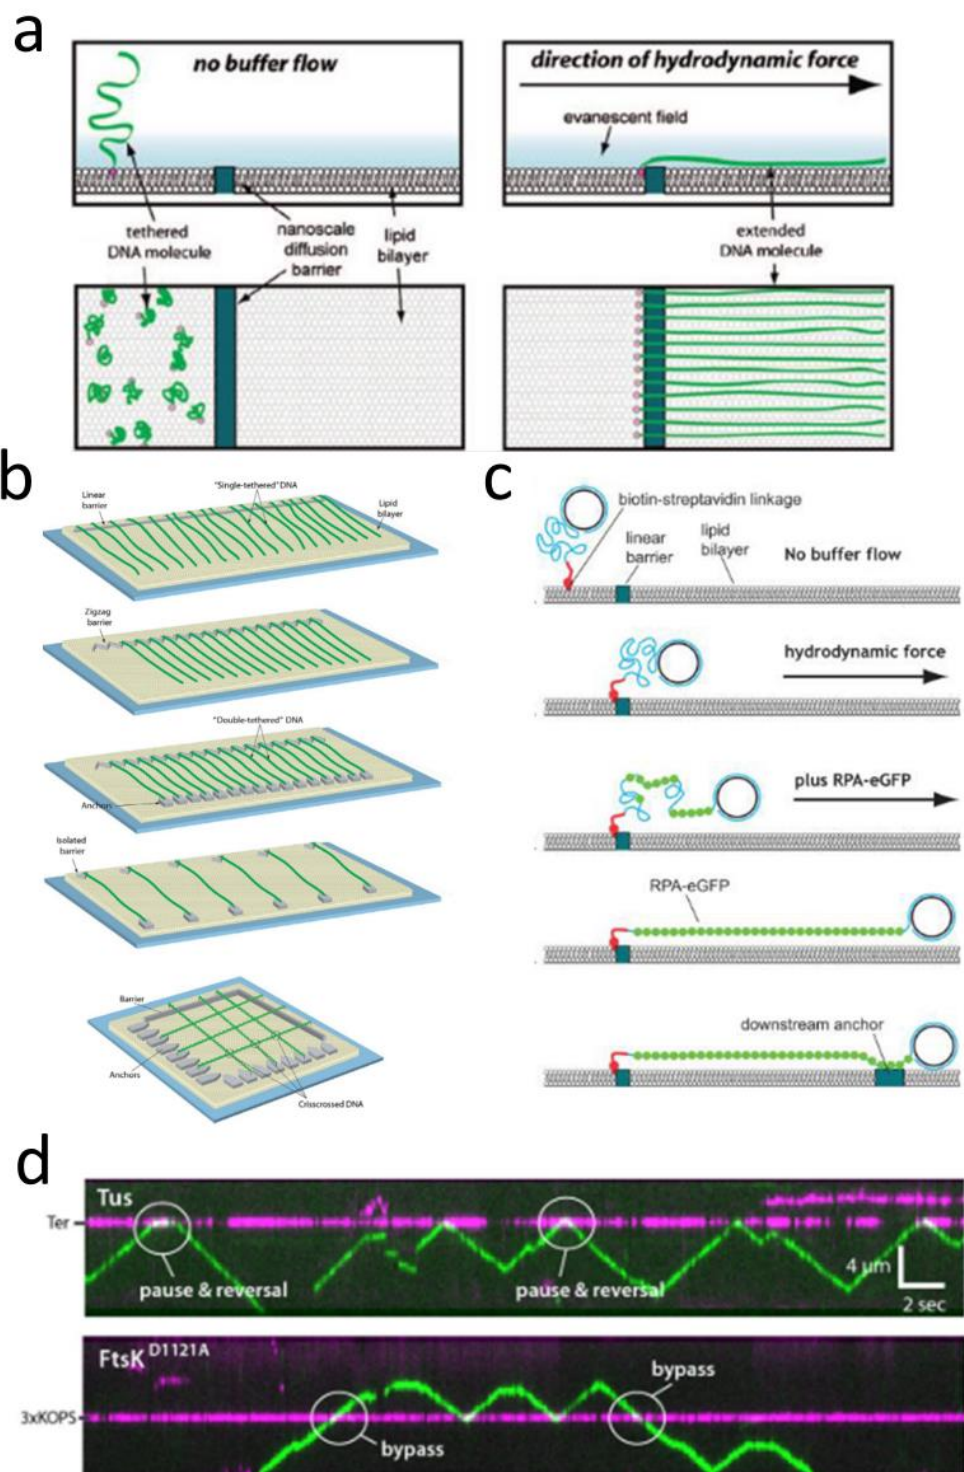 a
no buffer flow
direction of hydrodynamic force
evanescent field
tethered
DNA molecule
nanoscale
diffusion
barrier
lipid
bilayer
extended
DNA molecule
b
Linear
barrier
"Single-tethered" DNA
Lipid
bilayer
Zigzag
barrier
"Double-tethered" DNA
Anchors
Isolated
barrier
Barrier
Anchors
Crisscrossed DNA
c
biotin-streptavidin linkage
linear
barrier
lipid
bilayer
No buffer flow
hydrodynamic force
plus RPA-eGFP
RPA-eGFP
downstream anchor
d
Tus
Ter
pause & reversal
pause & reversal
4 μm
2 sec
FtsK D1121A
3xKOPS
bypass
bypass